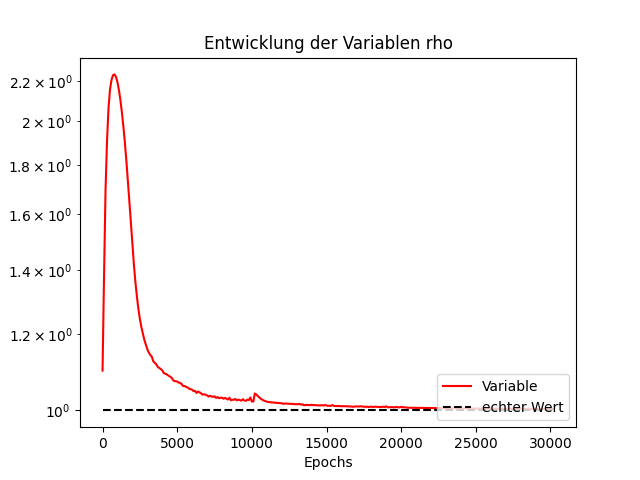 Entwicklung der Variablen rho
2.2 × 10⁰
2 × 10⁰
1.8 × 10⁰
1.6 × 10⁰
1.4 × 10⁰
1.2 × 10⁰
10⁰
Variable
echter Wert
0 5000 10000 15000 20000 25000 30000
Epochs